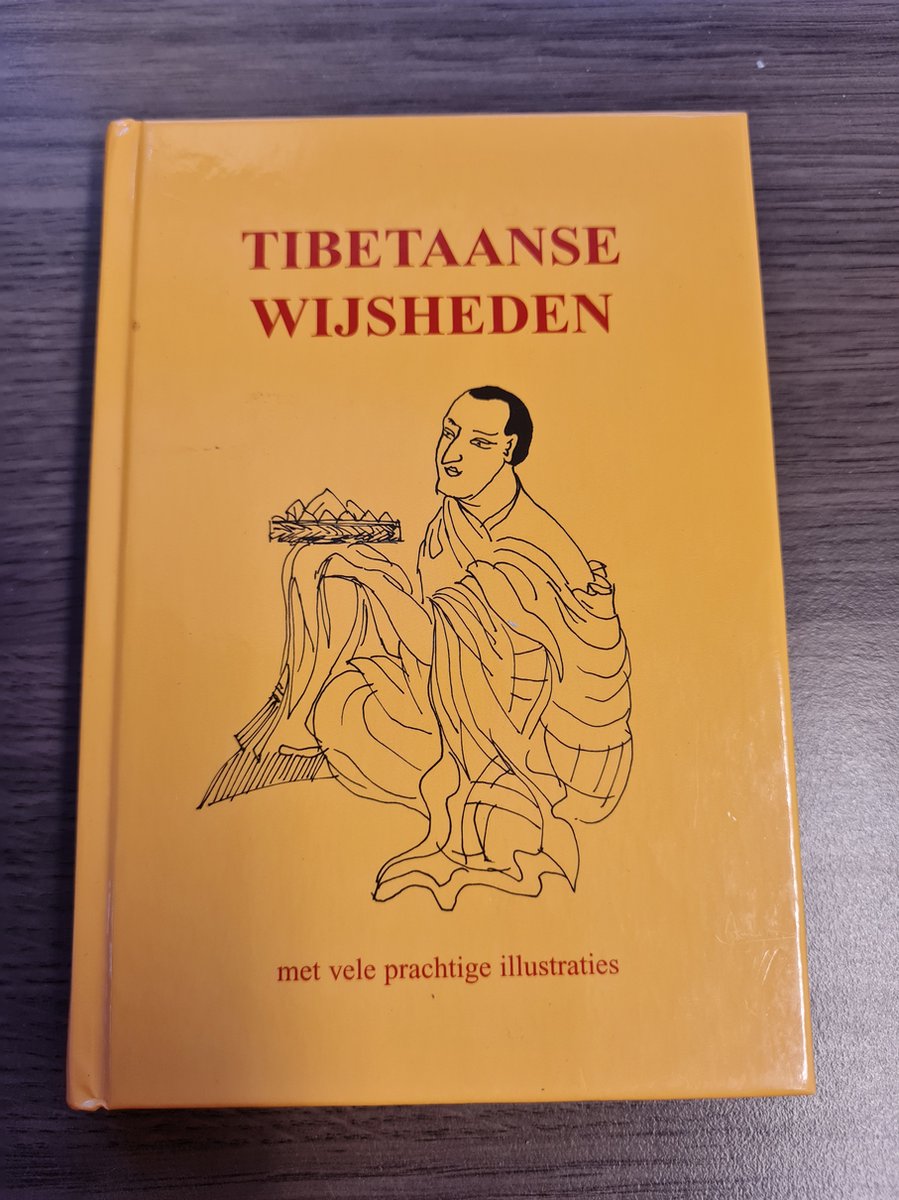 TIBETAANSE
WIJSHEDEN
met vele prachtige illustraties